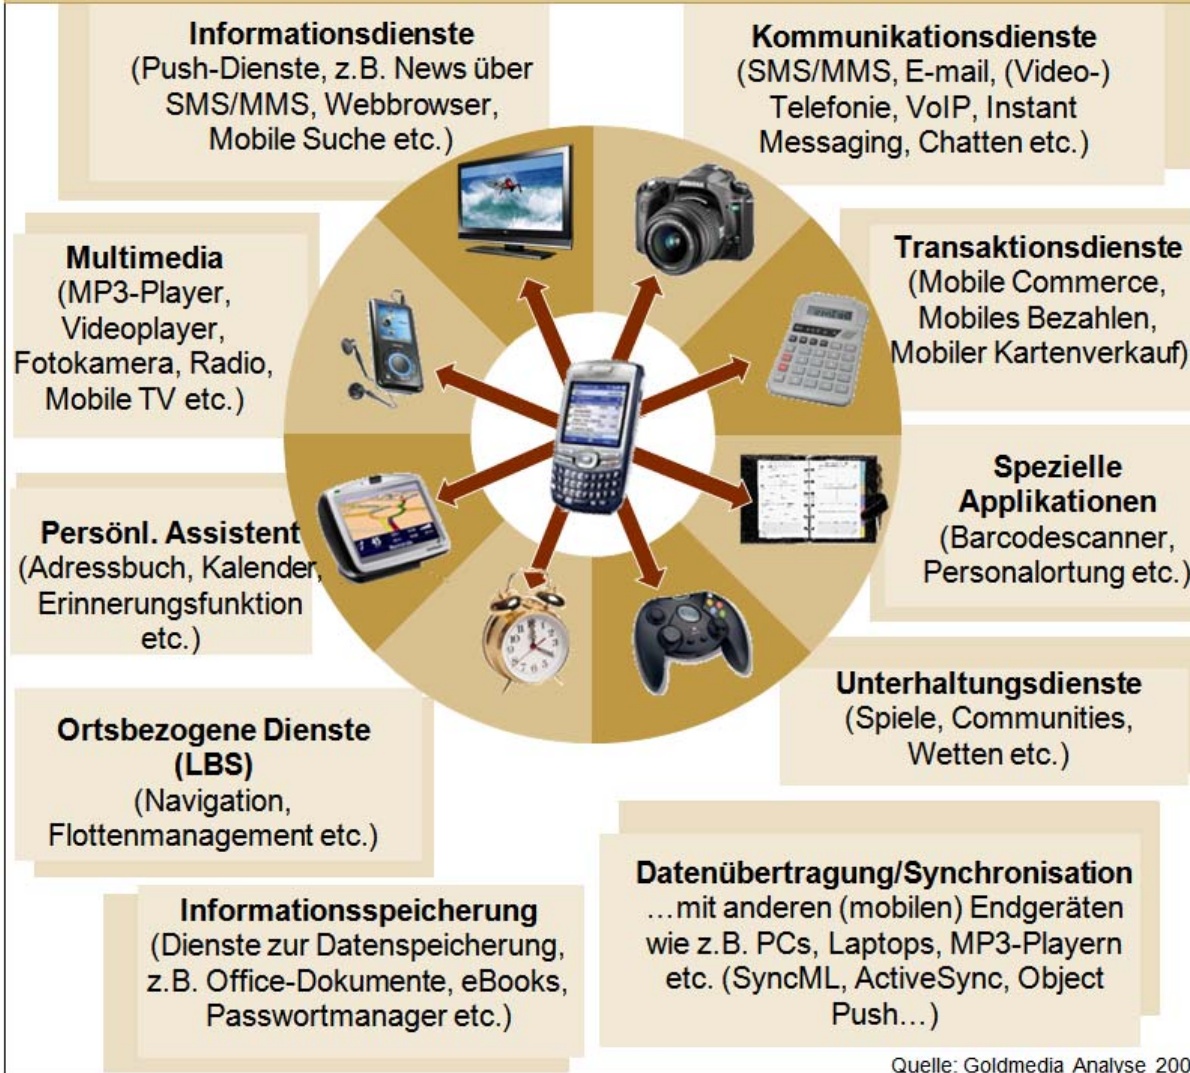 Informationsdienste
(Push-Dienste, z.B. News über
SMS/MMS, Webbrowser,
Mobile Suche etc.)
Kommunikationsdienste
(SMS/MMS, E-mail, (Video-)
Telefonie, VoIP, Instant
Messaging, Chatten etc.)
Multimedia
(MP3-Player,
Videoplayer,
Fotokamera, Radio,
Mobile TV etc.)
Transaktionsdienste
(Mobile Commerce,
Mobiles Bezahlen,
Mobiler Kartenverkauf)
Persönl. Assistent
(Adressbuch, Kalender,
Erinnerungsfunktion
etc.)
Spezielle
Applikationen
(Barcodescanner,
Personalortung etc.)
Ortsbezogene Dienste
(LBS)
(Navigation,
Flottenmanagement etc.)
Unterhaltungsdienste
(Spiele, Communities,
Wetten etc.)
Informationsspeicherung
(Dienste zur Datenspeicherung,
z.B. Office-Dokumente, eBooks,
Passwortmanager etc.)
Datenübertragung/Synchronisation
…mit anderen (mobilen) Endgeräten
wie z.B. PCs, Laptops, MP3-Playern
etc. (SyncML, ActiveSync, Object
Push…)
Quelle: Goldmedia Analyse 200